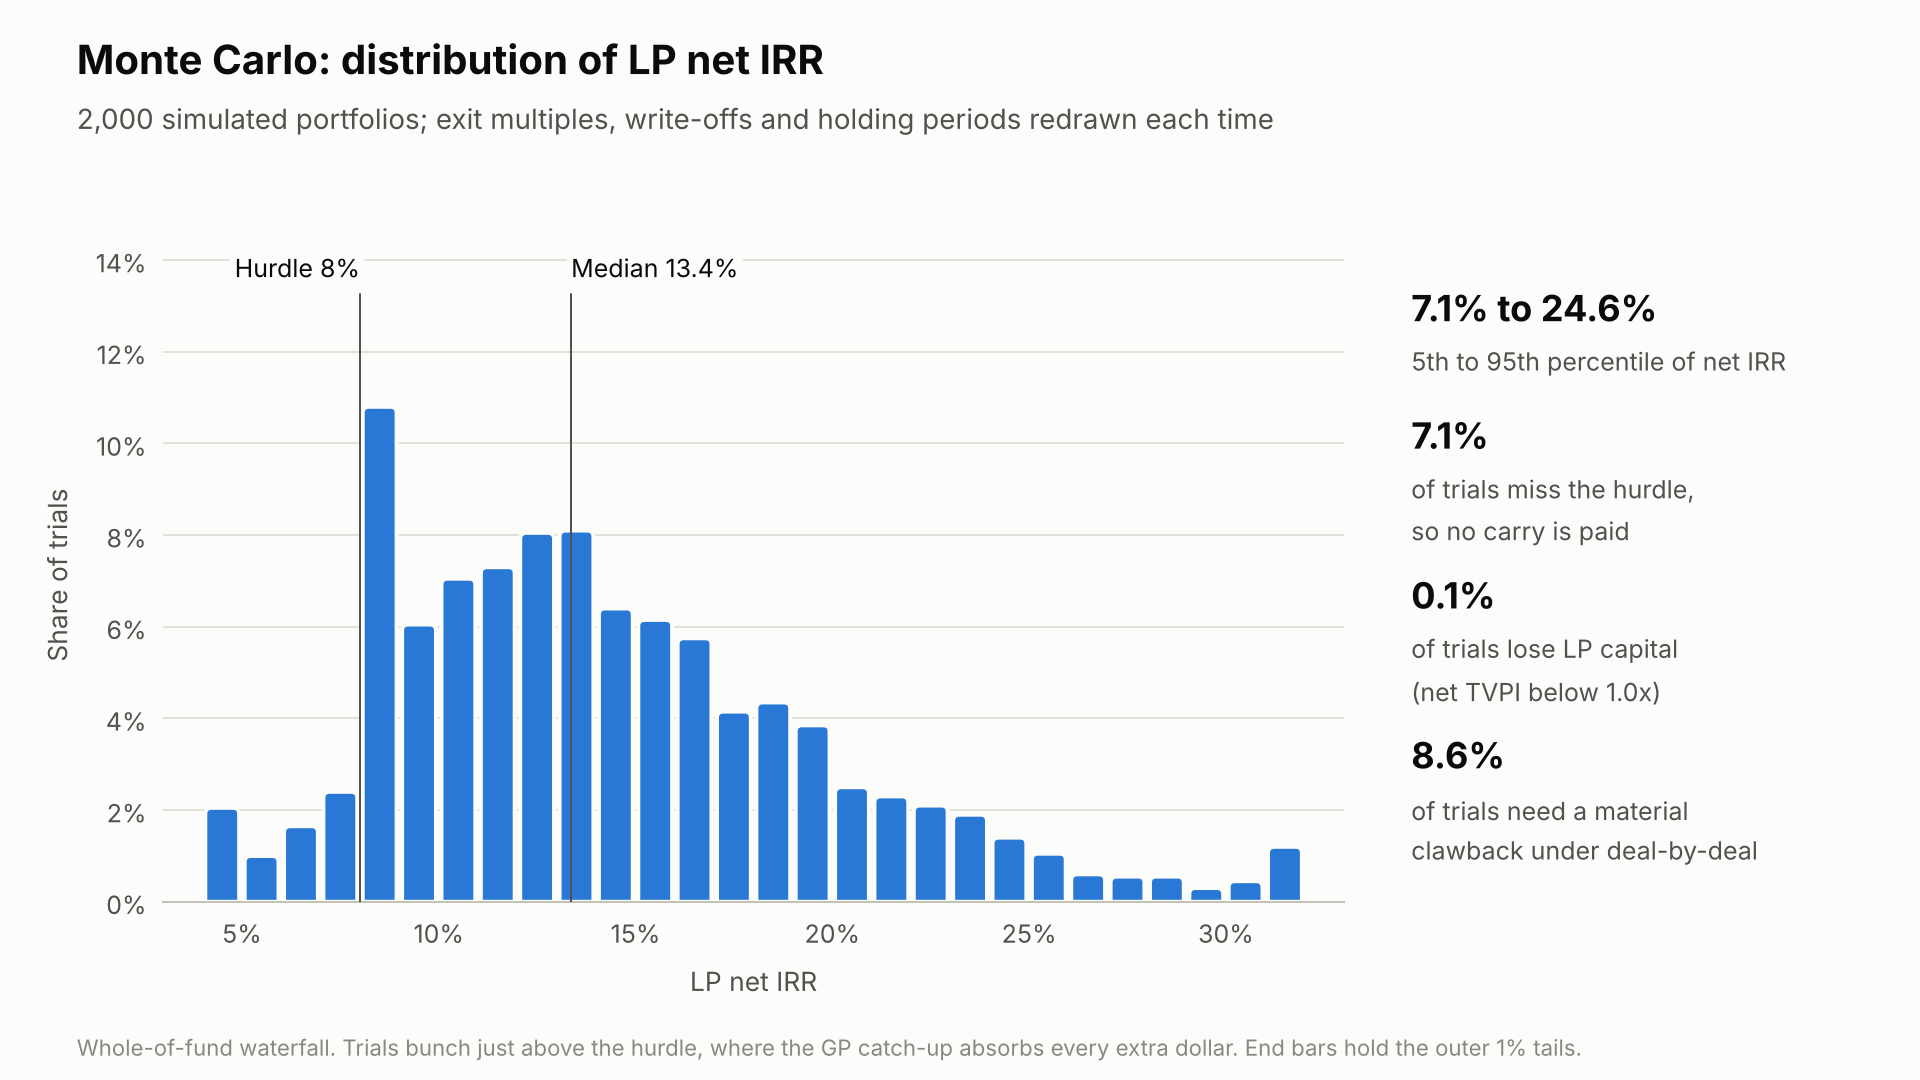 Monte Carlo: distribution of LP net IRR
2,000 simulated portfolios; exit multiples, write-offs and holding periods redrawn each time
Share of trials
14%
12%
10%
8%
6%
4%
2%
0%
Hurdle 8%
Median 13.4%
5%
10%
15%
20%
25%
30%
LP net IRR
7.1% to 24.6%
5th to 95th percentile of net IRR
7.1%
of trials miss the hurdle,
so no carry is paid
0.1%
of trials lose LP capital
(net TVPI below 1.0x)
8.6%
of trials need a material
clawback under deal-by-deal
Whole-of-fund waterfall. Trials bunch just above the hurdle, where the GP catch-up absorbs every extra dollar. End bars hold the outer 1% tails.